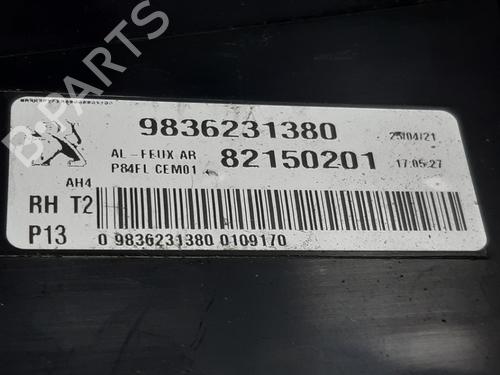 9836231380 23/04/21
AL-FEUX AR 82150201 17:05:27
P84FL CEM01
AH4
RH T2
P13 0 9836231380 0109170
B-PARTS